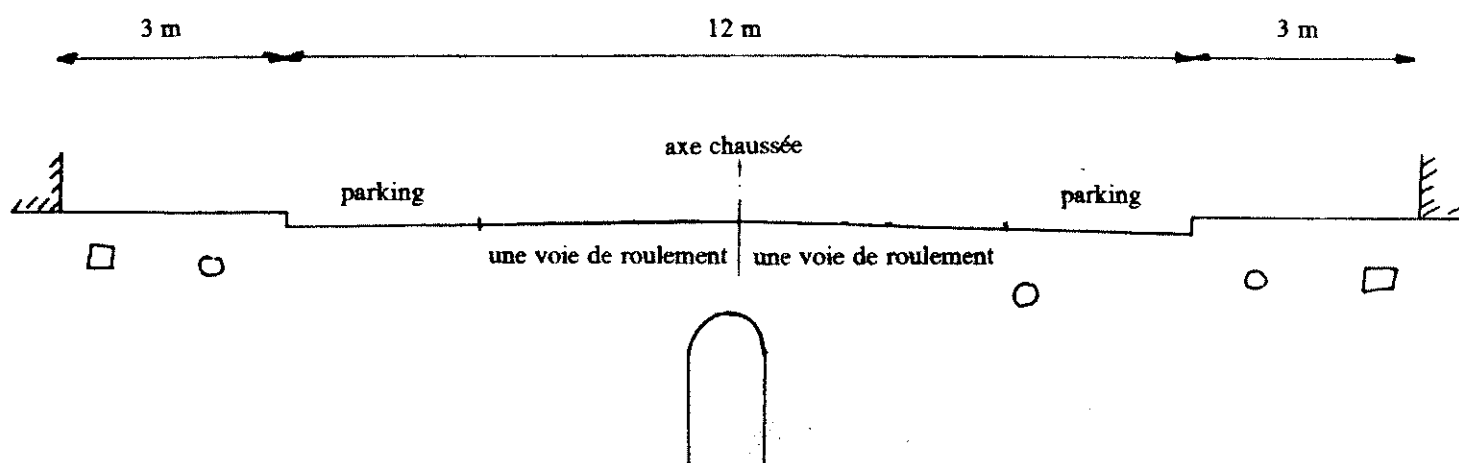 3 m 12 m 3 m
axe chaussée
parking parking
une voie de roulement une voie de roulement